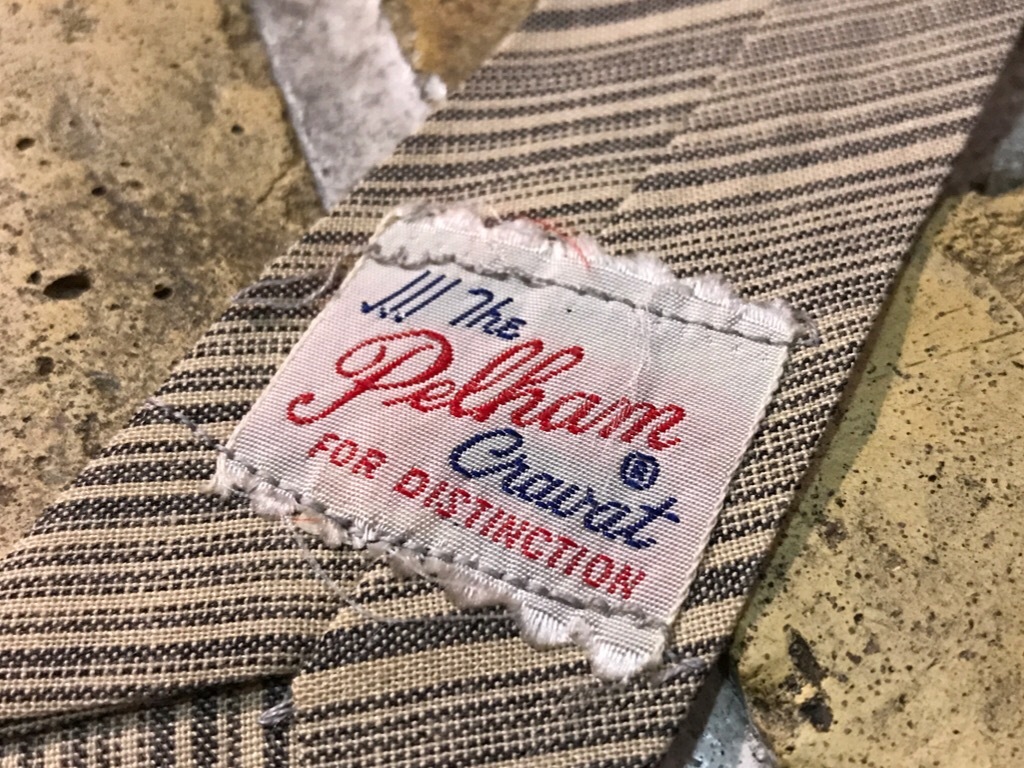 The
Pelham ®
Cravat
FOR DISTINCTION